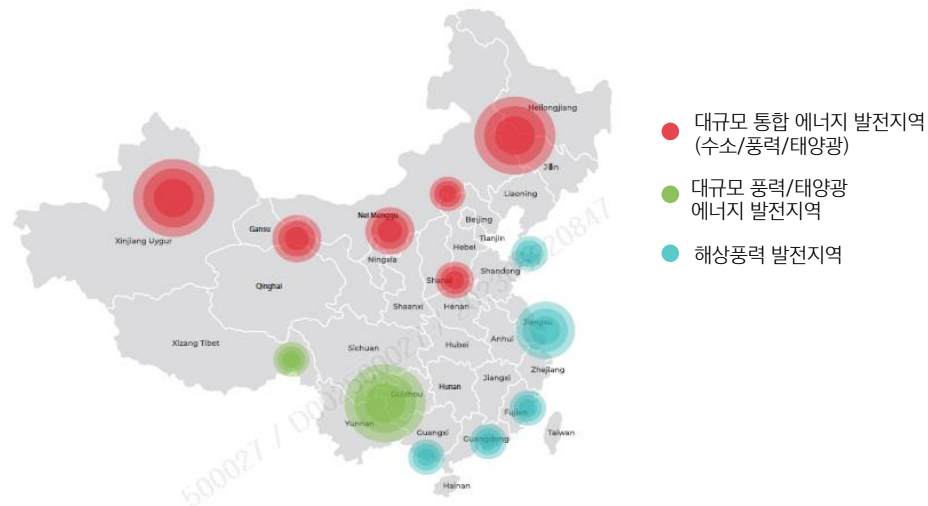 Heilongjiang
Jilin
Liaoning
Nei Menggu
Beijing
Gansu
Tianjin
Xinjiang Uygur
Hebei
Ningxia
Shandong
Shanxi
Qinghai
Shaanxi
Henan
Jiangsu
Xizang Tibet
Sichuan
Hubei
Anhui
Zhejiang
Hunan
Jiangxi
Guizhou
Fujian
Yunnan
Guangxi
Guangdong
Taiwan
Hainan
대규모 통합 에너지 발전지역
(수소/풍력/태양광)
대규모 풍력/태양광
에너지 발전지역
해상풍력 발전지역